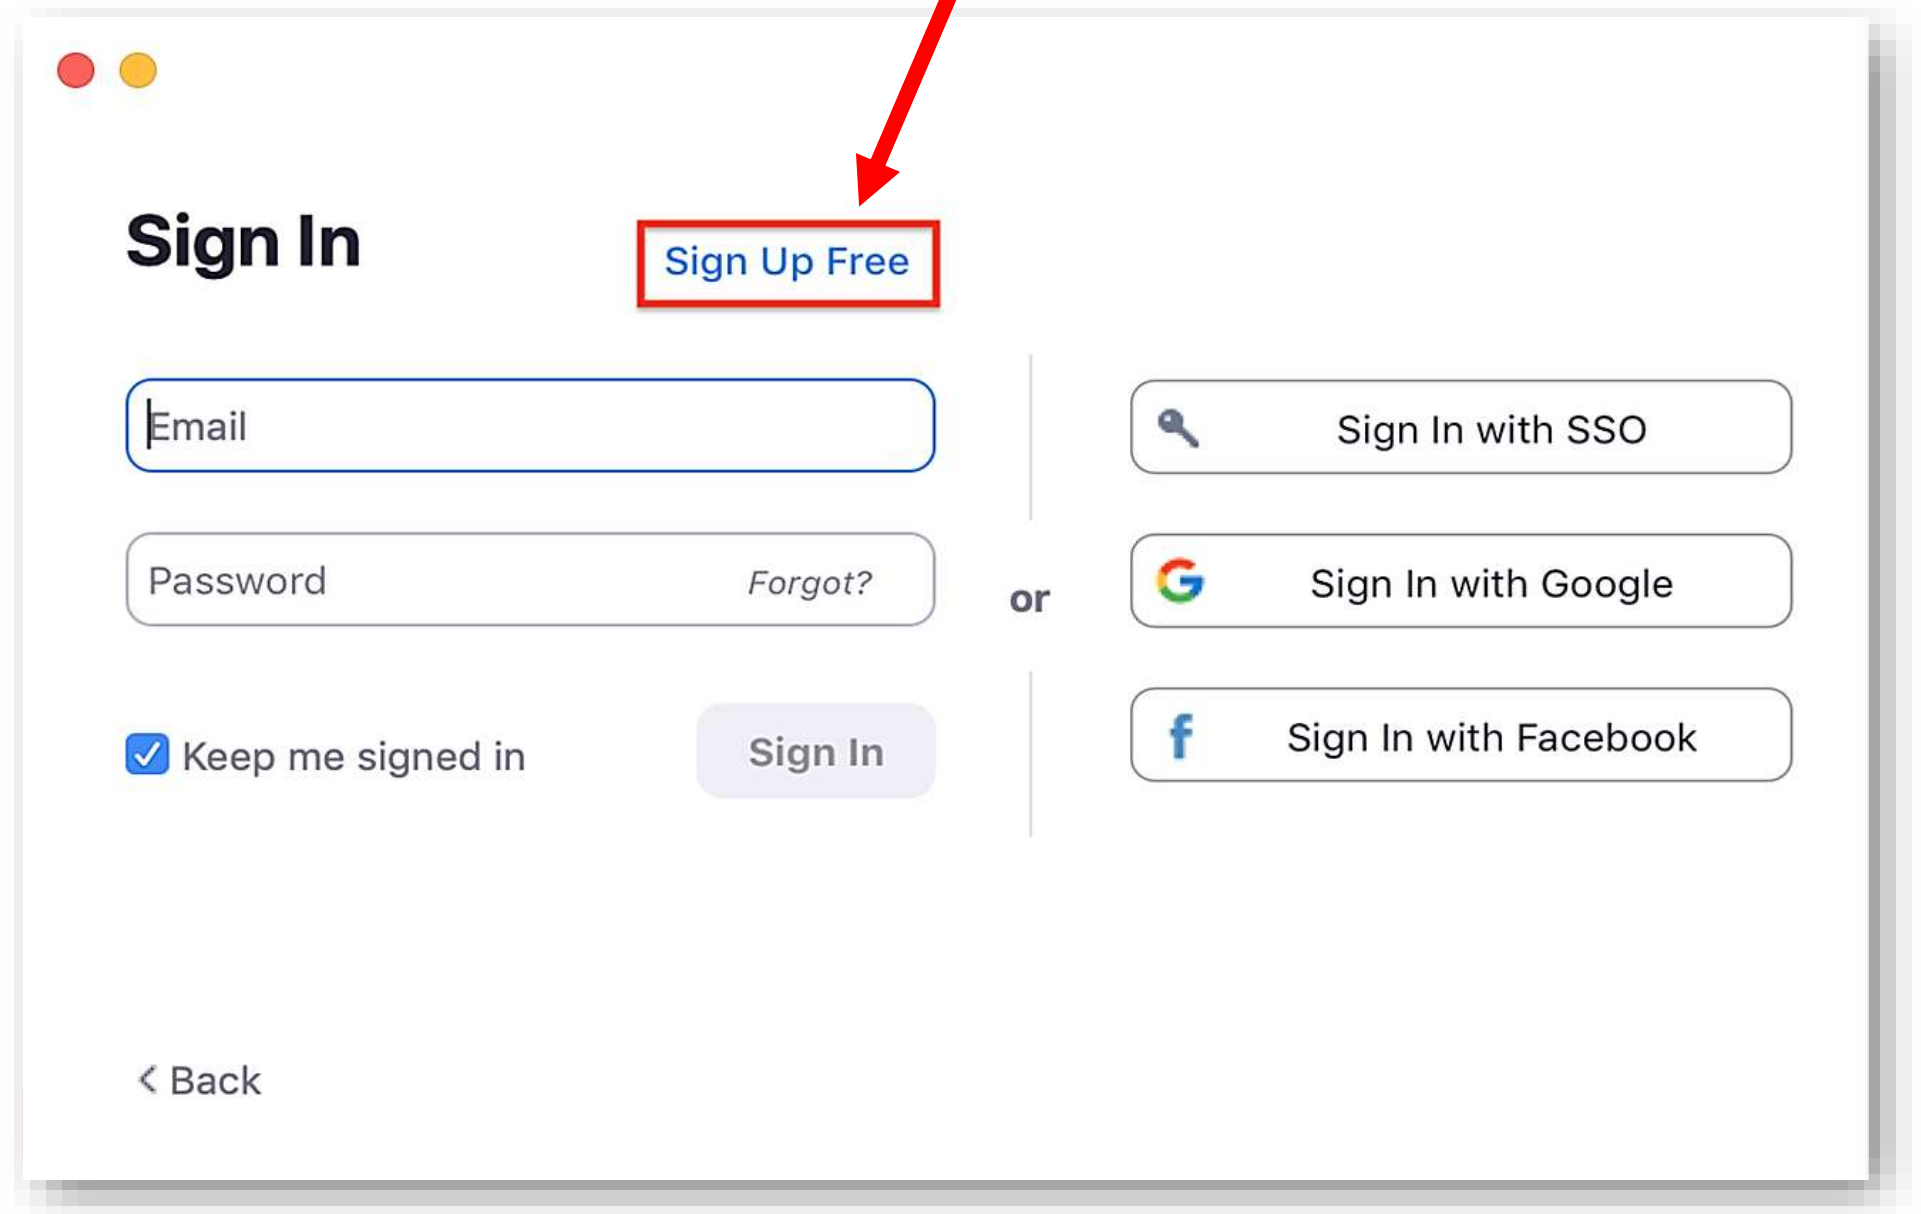 Sign In
Sign Up Free
Email
Password Forgot?
Keep me signed in
Sign In
or
Sign In with SSO
Sign In with Google
Sign In with Facebook
< Back